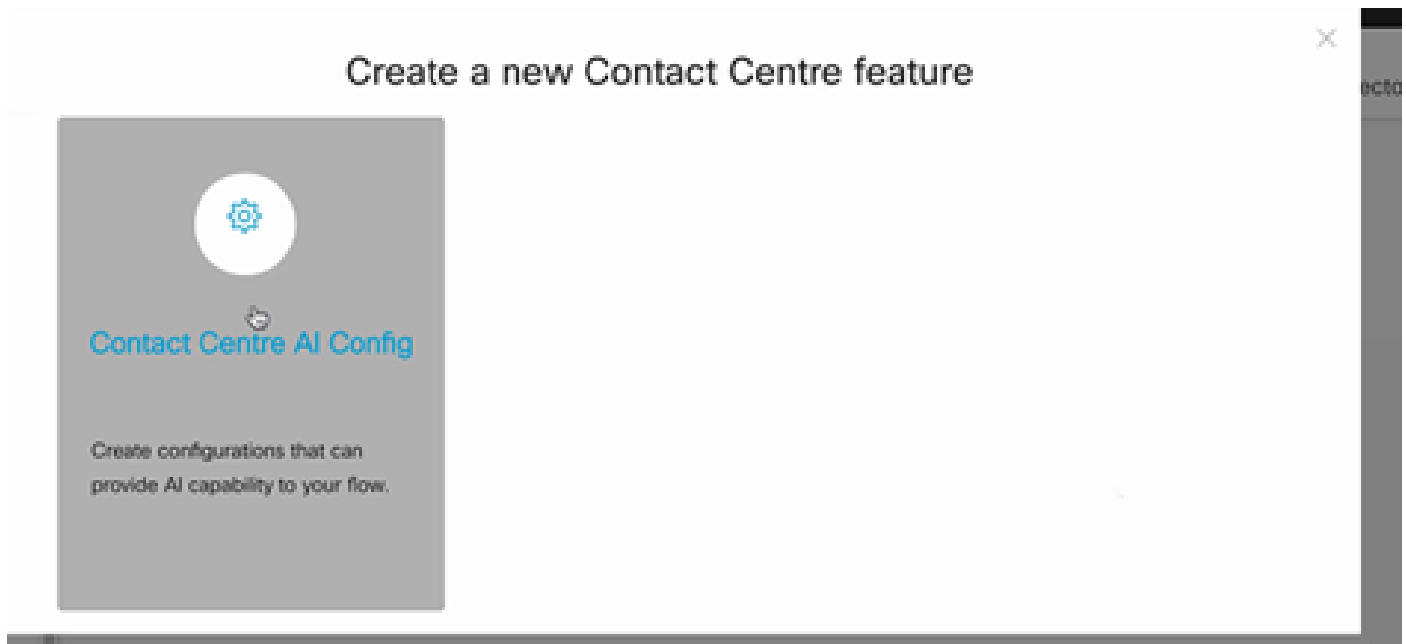 Create a new Contact Centre feature
ecto
Contact Centre AI Config
Create configurations that can
provide AI capability to your flow.